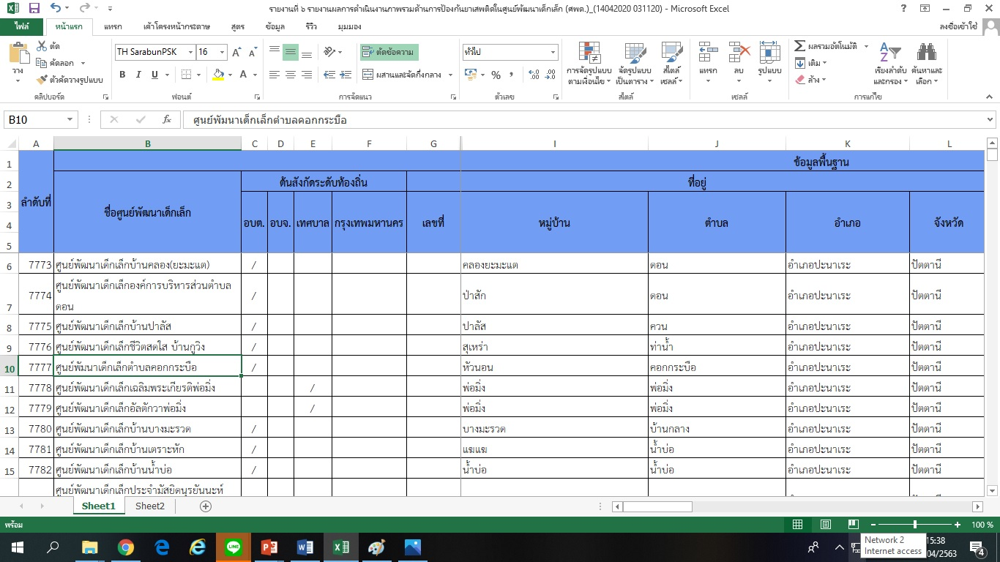 รายงานที่ ๖ รายงานผลการดำเนินงานภาพรวมด้านการป้องกันยาเสพติดในศูนย์พัฒนาเด็กเล็ก (ศพด.)_(14042020 031120) - Microsoft Excel
ไฟล์ หน้าแรก แทรก เค้าโครงหน้ากระดาษ สูตร ข้อมูล รีวิว มุมมอง ลงชื่อเข้าใช้
วาง ตัด คัดลอก ตัวคัดวางรูปแบบ คลิปบอร์ด
TH SarabunPSK 16 A A B I U A ฟอนต์
ตัดข้อความ ผสานและจัดกึ่งกลาง การจัดแนว
ทั่วไป % , ตัวเลข
การจัดรูปแบบตามเงื่อนไข จัดรูปแบบเป็นตาราง สไตล์เซลล์ สไตล์
แทรก ลบ รูปแบบ เซลล์
ผลรวมอัตโนมัติ เติม ล้าง เรียงลำดับและกรอง ค้นหาและเลือก การแก้ไข
B10 fx ศูนย์พัมนาเด็กเล็กตำบลคอกกระบือ
A B C D E F G I J K L
1 ข้อมูลพื้นฐาน
2 ต้นสังกัดระดับท้องถิ่น ที่อยู่
3 ลำดับที่ ชื่อศูนย์พัฒนาเด็กเล็ก
4 อบต. อบจ. เทศบาล กรุงเทพมหานคร เลขที่ หมู่บ้าน ตำบล อำเภอ จังหวัด
5
6 7773 ศูนย์พัฒนาเด็กเล็กบ้านคลอง(ยะมะแต) / คลองยะมะแต ดอน อำเภอปะนาเระ ปัตตานี
7 7774 ศูนย์พัฒนาเด็กเล็กองค์การบริหารส่วนตำบล
ดอน / ป่าสัก ดอน อำเภอปะนาเระ ปัตตานี
8 7775 ศูนย์พัฒนาเด็กเล็กบ้านปาลัส / ปาลัส ควน อำเภอปะนาเระ ปัตตานี
9 7776 ศูนย์พัฒนาเด็กเล็กชีวิตสดใส บ้านกูวิง / สุเหร่า ท่าน้ำ อำเภอปะนาเระ ปัตตานี
10 7777 ศูนย์พัมนาเด็กเล็กตำบลคอกกระบือ / หัวนอน คอกกระบือ อำเภอปะนาเระ ปัตตานี
11 7778 ศูนย์พัฒนาเด็กเล็กเฉลิมพระเกียรติพ่อมิ่ง / พ่อมิ่ง พ่อมิ่ง อำเภอปะนาเระ ปัตตานี
12 7779 ศูนย์พัฒนาเด็กเล็กอัลตักวาพ่อมิ่ง / พ่อมิ่ง พ่อมิ่ง อำเภอปะนาเระ ปัตตานี
13 7780 ศูนย์พัฒนาเด็กเล็กบ้านบางมะรวด / บางมะรวด บ้านกลาง อำเภอปะนาเระ ปัตตานี
14 7781 ศูนย์พัฒนาเด็กเล็กบ้านเตราะหัก / แฆแฆ น้ำบ่อ อำเภอปะนาเระ ปัตตานี
15 7782 ศูนย์พัฒนาเด็กเล็กบ้านน้ำบ่อ / น้ำบ่อ น้ำบ่อ อำเภอปะนาเระ ปัตตานี
ศูนย์พัฒนาเด็กเล็กประจำมัสยิดนูรุยันนะห์
Sheet1 Sheet2
พร้อม 100 %
Network 2
Internet access
15:38
04/2563
4